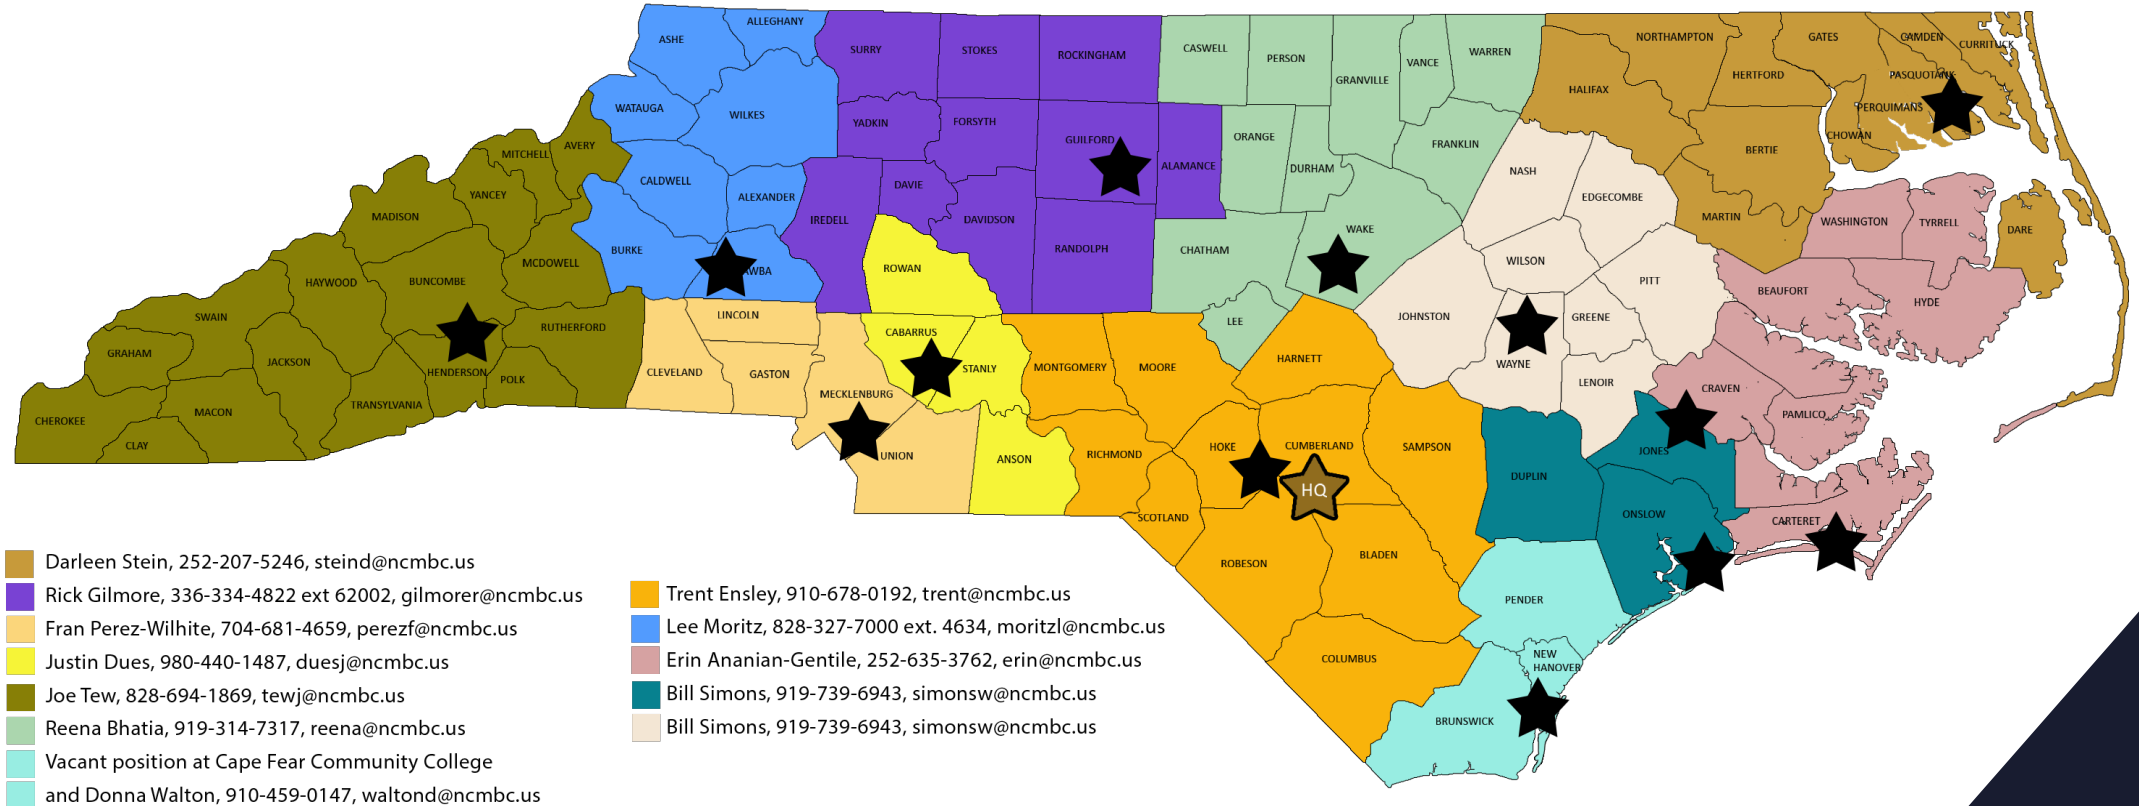 ASHE
ALLEGHANY
SURRY
STOKES
ROCKINGHAM
CASWELL
PERSON
GRANVILLE
VANCE
WARREN
NORTHAMPTON
GATES
CAMDEN
CURRITUCK
HERTFORD
PASQUOTANK
HALIFAX
PERQUIMANS
CHOWAN
BERTIE
WATAUGA
WILKES
YADKIN
FORSYTH
GUILFORD
ALAMANCE
ORANGE
DURHAM
FRANKLIN
NASH
EDGECOMBE
MARTIN
WASHINGTON
TYRRELL
DARE
MITCHELL
AVERY
YANCEY
MADISON
CALDWELL
ALEXANDER
IREDELL
DAVIE
DAVIDSON
RANDOLPH
CHATHAM
WAKE
WILSON
PITT
BEAUFORT
HYDE
BURKE
AWBA
ROWAN
MCDOWELL
BUNCOMBE
HAYWOOD
SWAIN
GRAHAM
JACKSON
HENDERSON
RUTHERFORD
POLK
TRANSYLVANIA
MACON
CHEROKEE
CLAY
LINCOLN
CLEVELAND
GASTON
MECKLENBURG
CABARRUS
STANLY
UNION
ANSON
MONTGOMERY
MOORE
LEE
HARNETT
JOHNSTON
GREENE
WAYNE
LENOIR
CRAVEN
PAMLICO
RICHMOND
HOKE
CUMBERLAND
HQ
SAMPSON
DUPLIN
JONES
ONSLOW
CARTERET
SCOTLAND
ROBESON
BLADEN
PENDER
COLUMBUS
NEW
HANOVER
BRUNSWICK
Darleen Stein, 252-207-5246, steind@ncmbc.us
Rick Gilmore, 336-334-4822 ext 62002, gilmorer@ncmbc.us
Fran Perez-Wilhite, 704-681-4659, perezf@ncmbc.us
Justin Dues, 980-440-1487, duesj@ncmbc.us
Joe Tew, 828-694-1869, tewj@ncmbc.us
Reena Bhatia, 919-314-7317, reena@ncmbc.us
Vacant position at Cape Fear Community College
and Donna Walton, 910-459-0147, waltond@ncmbc.us
Trent Ensley, 910-678-0192, trent@ncmbc.us
Lee Moritz, 828-327-7000 ext. 4634, moritzl@ncmbc.us
Erin Ananian-Gentile, 252-635-3762, erin@ncmbc.us
Bill Simons, 919-739-6943, simonsw@ncmbc.us
Bill Simons, 919-739-6943, simonsw@ncmbc.us